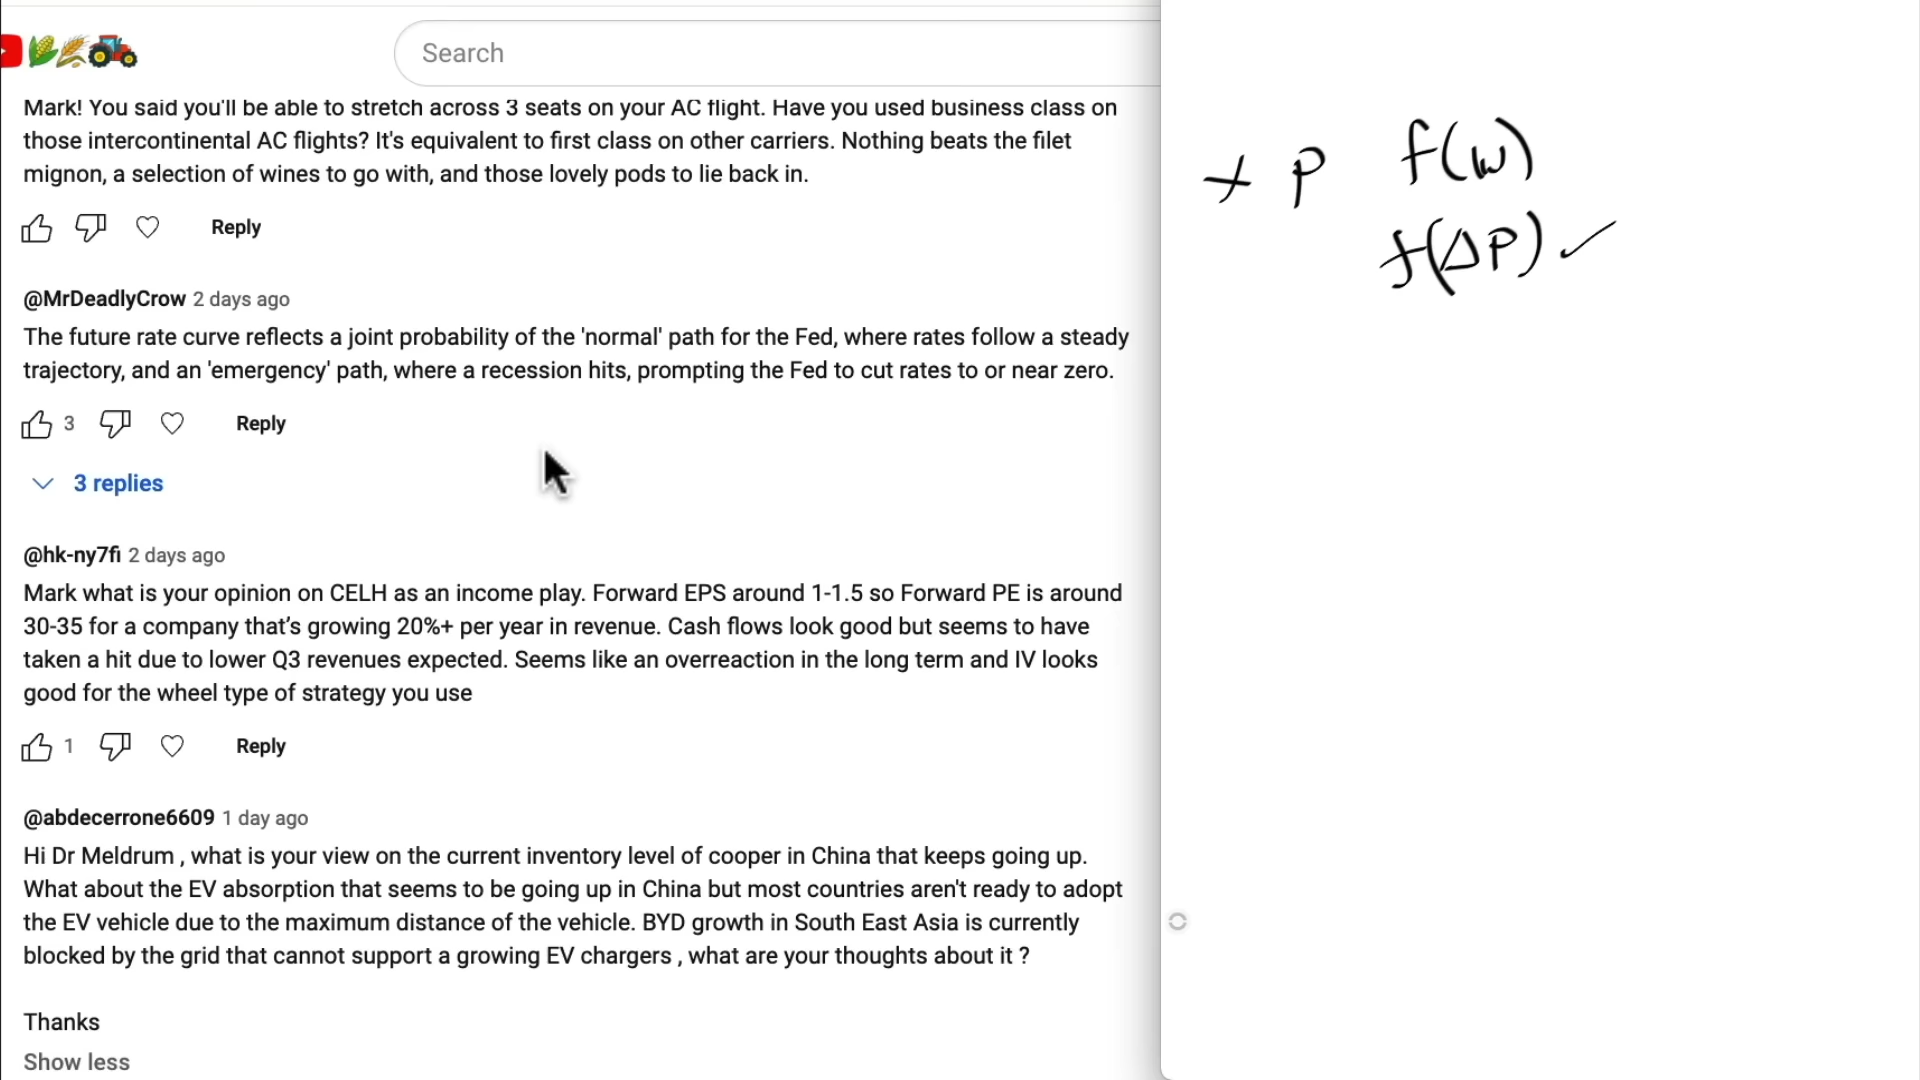 Search
Mark! You said you'll be able to stretch across 3 seats on your AC flight. Have you used business class on
those intercontinental AC flights? It's equivalent to first class on other carriers. Nothing beats the filet
mignon, a selection of wines to go with, and those lovely pods to lie back in.
Reply
@MrDeadlyCrow 2 days ago
The future rate curve reflects a joint probability of the 'normal' path for the Fed, where rates follow a steady
trajectory, and an 'emergency' path, where a recession hits, prompting the Fed to cut rates to or near zero.
3 Reply
3 replies
@hk-ny7fi 2 days ago
Mark what is your opinion on CELH as an income play. Forward EPS around 1-1.5 so Forward PE is around
30-35 for a company that's growing 20%+ per year in revenue. Cash flows look good but seems to have
taken a hit due to lower Q3 revenues expected. Seems like an overreaction in the long term and IV looks
good for the wheel type of strategy you use
1 Reply
@abdecerrone6609 1 day ago
Hi Dr Meldrum , what is your view on the current inventory level of cooper in China that keeps going up.
What about the EV absorption that seems to be going up in China but most countries aren't ready to adopt
the EV vehicle due to the maximum distance of the vehicle. BYD growth in South East Asia is currently
blocked by the grid that cannot support a growing EV chargers , what are your thoughts about it ?
Thanks
Show less
+ P f(w)
f(ΔP) ✓